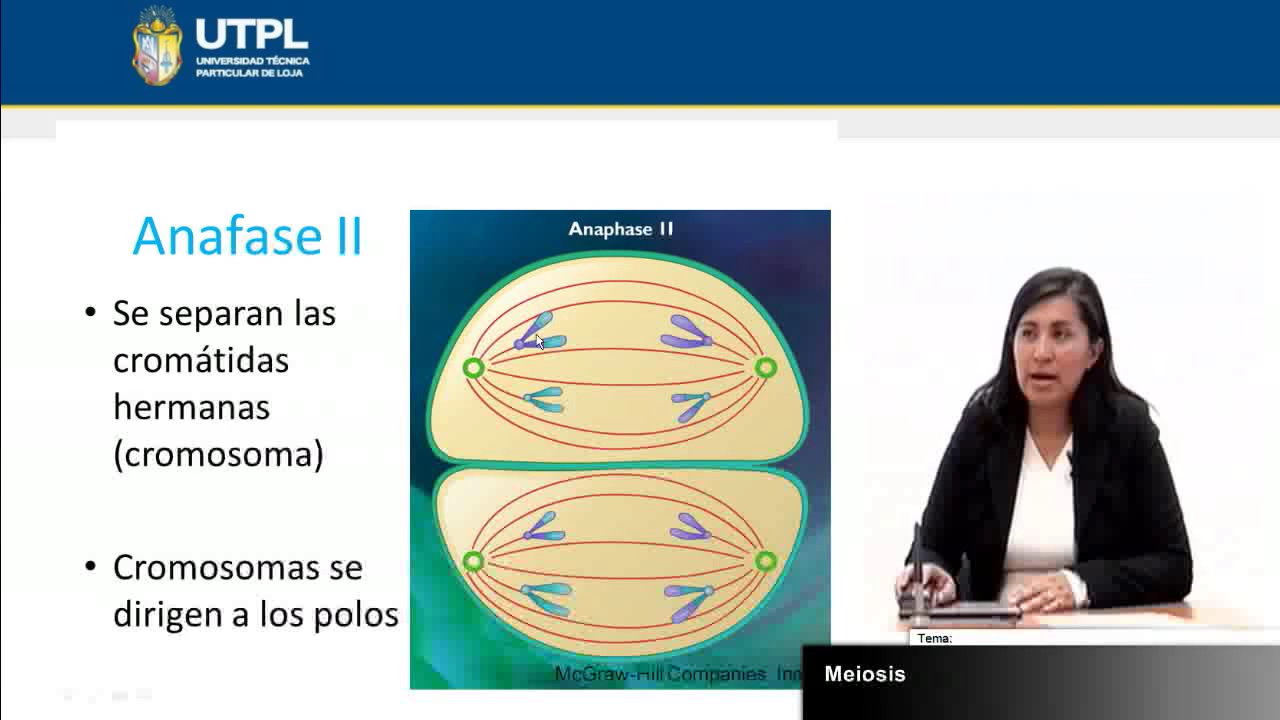 UTPL
UNIVERSIDAD TÉCNICA
PARTICULAR DE LOJA
Anafase II
• Se separan las
cromátidas
hermanas
(cromosoma)
• Cromosomas se
dirigen a los polos
Anaphase II
McGraw-Hill Companies, Inc
Tema:
Meiosis